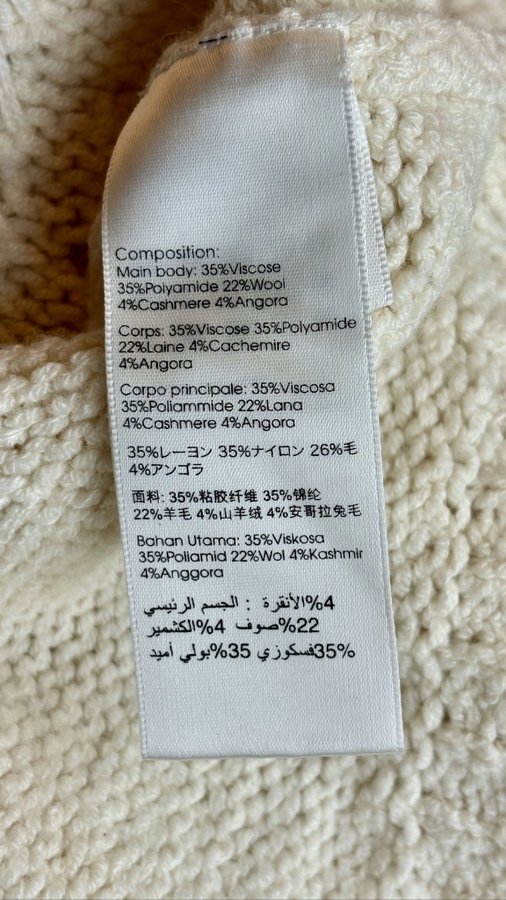 Composition:
Main body: 35%Viscose
35%Polyamide 22%Wool
4%Cashmere 4%Angora
Corps: 35%Viscose 35%Polyamide
22%Laine 4%Cachemire
4%Angora
Corpo principale: 35%Viscosa
35%Poliammide 22%Lana
4%Cashmere 4%Angora
35%レーヨン 35%ナイロン 26%毛
4%アンゴラ
面料: 35%粘胶纤维 35%锦纶
22%羊毛 4%山羊绒 4%安哥拉兔毛
Bahan Utama: 35%Viskosa
35%Poliamid 22%Wol 4%Kashmir
4%Anggora
الجسم الرئيسي : 4%الأنقرة
22%صوف 4%الكشمير
35%فسكوزي 35%بولي أميد